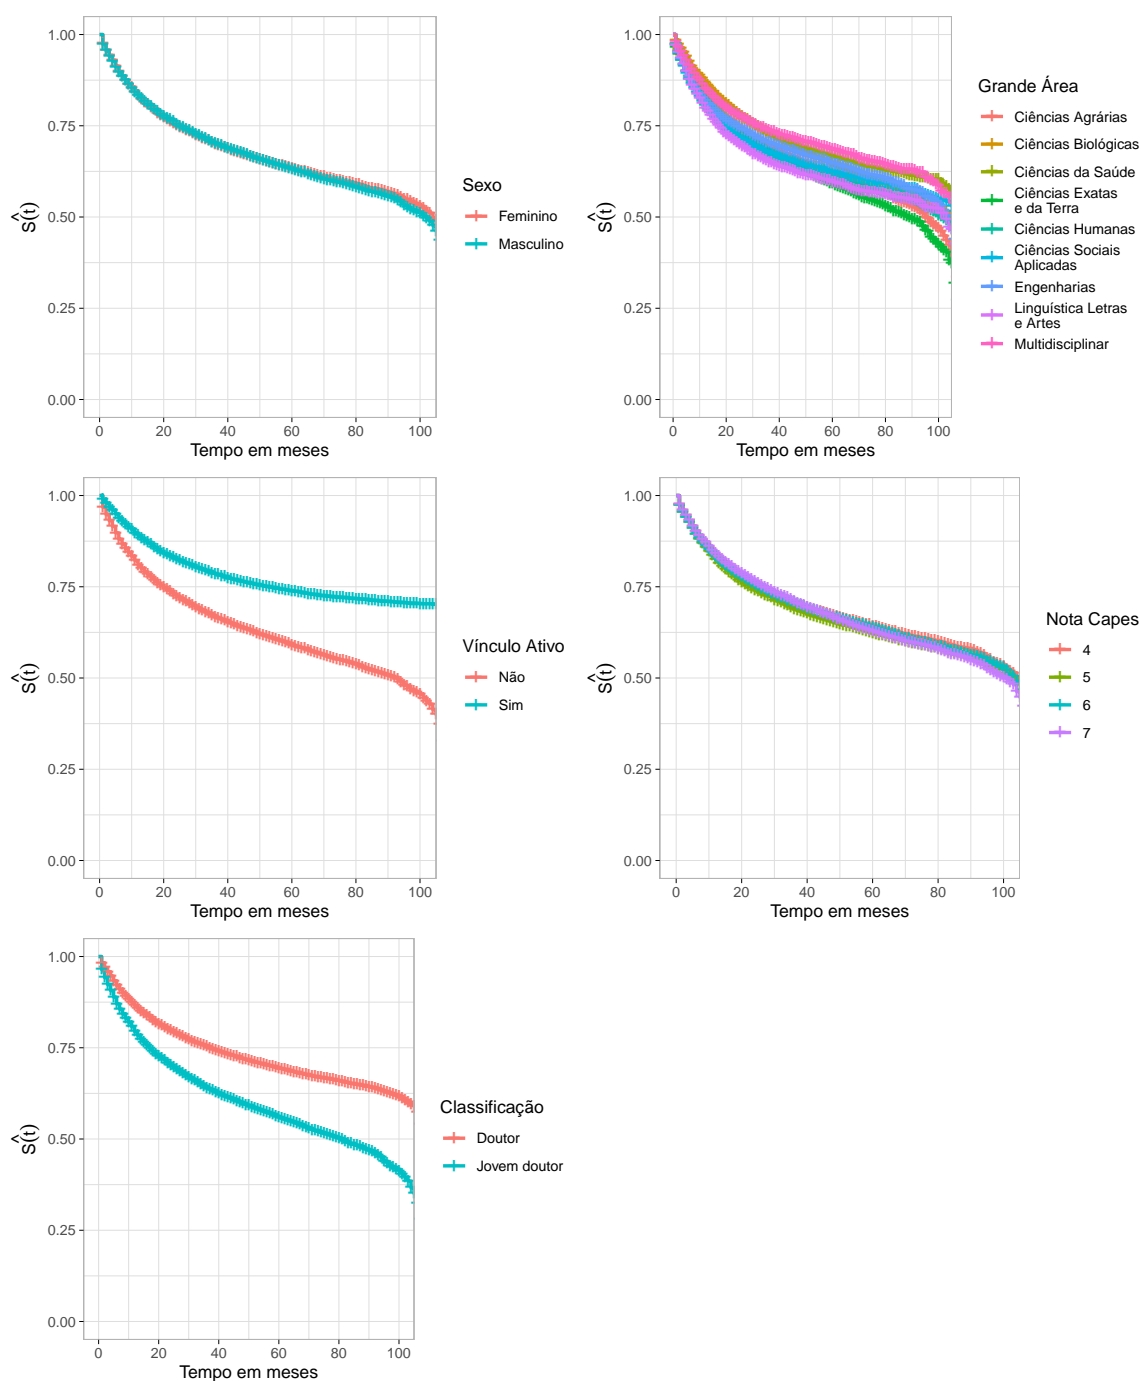 1.00
0.75
0.50
0.25
0.00
Ŝ(t)
0 20 40 60 80 100
Tempo em meses
Sexo
Feminino
Masculino
1.00
0.75
0.50
0.25
0.00
Ŝ(t)
0 20 40 60 80 100
Tempo em meses
Grande Área
Ciências Agrárias
Ciências Biológicas
Ciências da Saúde
Ciências Exatas
e da Terra
Ciências Humanas
Ciências Sociais
Aplicadas
Engenharias
Linguística Letras
e Artes
Multidisciplinar
1.00
0.75
0.50
0.25
0.00
Ŝ(t)
0 20 40 60 80 100
Tempo em meses
Vínculo Ativo
Não
Sim
1.00
0.75
0.50
0.25
0.00
Ŝ(t)
0 20 40 60 80 100
Tempo em meses
Nota Capes
4
5
6
7
1.00
0.75
0.50
0.25
0.00
Ŝ(t)
0 20 40 60 80 100
Tempo em meses
Classificação
Doutor
Jovem doutor